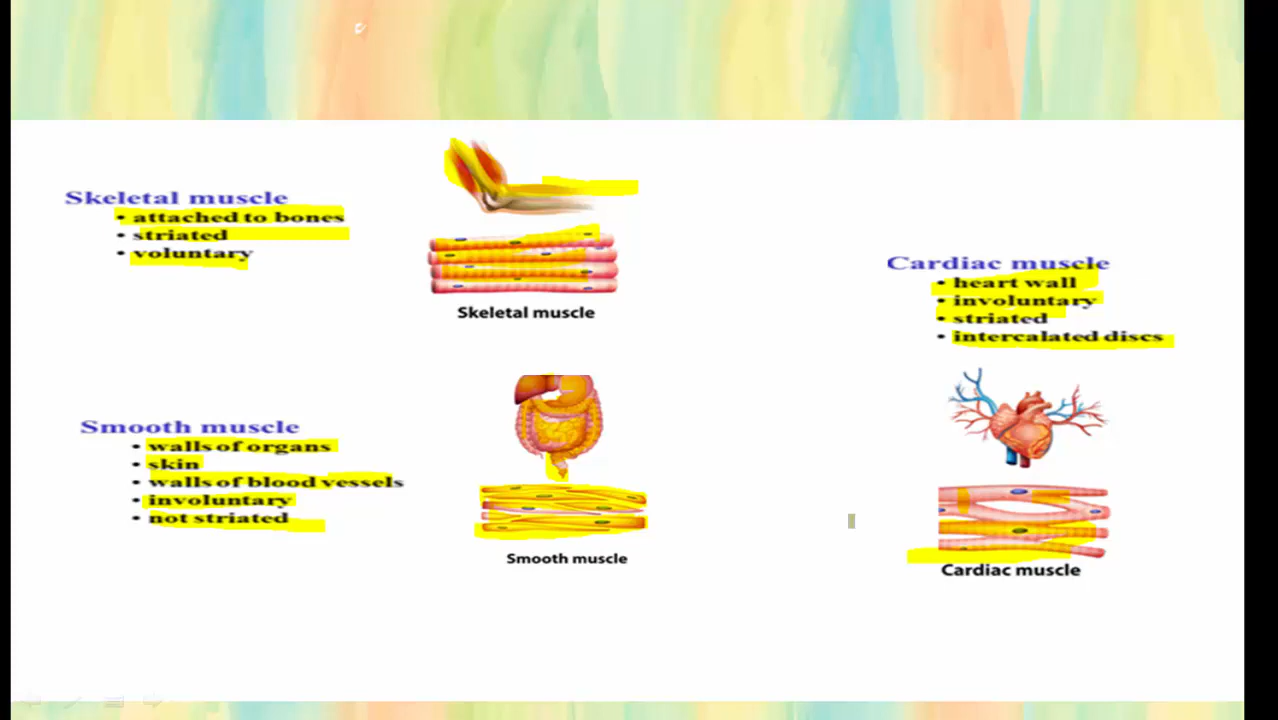 Skeletal muscle
• attached to bones
• striated
• voluntary
Skeletal muscle
Smooth muscle
• walls of organs
• skin
• walls of blood vessels
• involuntary
• not striated
Smooth muscle
Cardiac muscle
• heart wall
• involuntary
• striated
• intercalated discs
Cardiac muscle